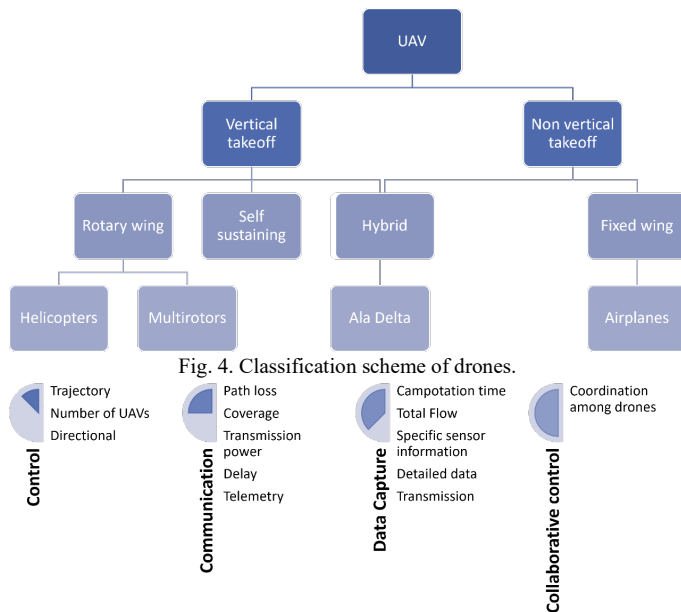 UAV
Vertical
takeoff
Non vertical
takeoff
Rotary wing
Self
sustaining
Hybrid
Fixed wing
Helicopters
Multirotors
Ala Delta
Airplanes
Fig. 4. Classification scheme of drones.
Control
Trajectory
Number of UAVs
Directional
Communication
Path loss
Coverage
Transmission
power
Delay
Telemetry
Data Capture
Campotation time
Total Flow
Specific sensor
information
Detailed data
Transmission
Collaborative control
Coordination
among drones